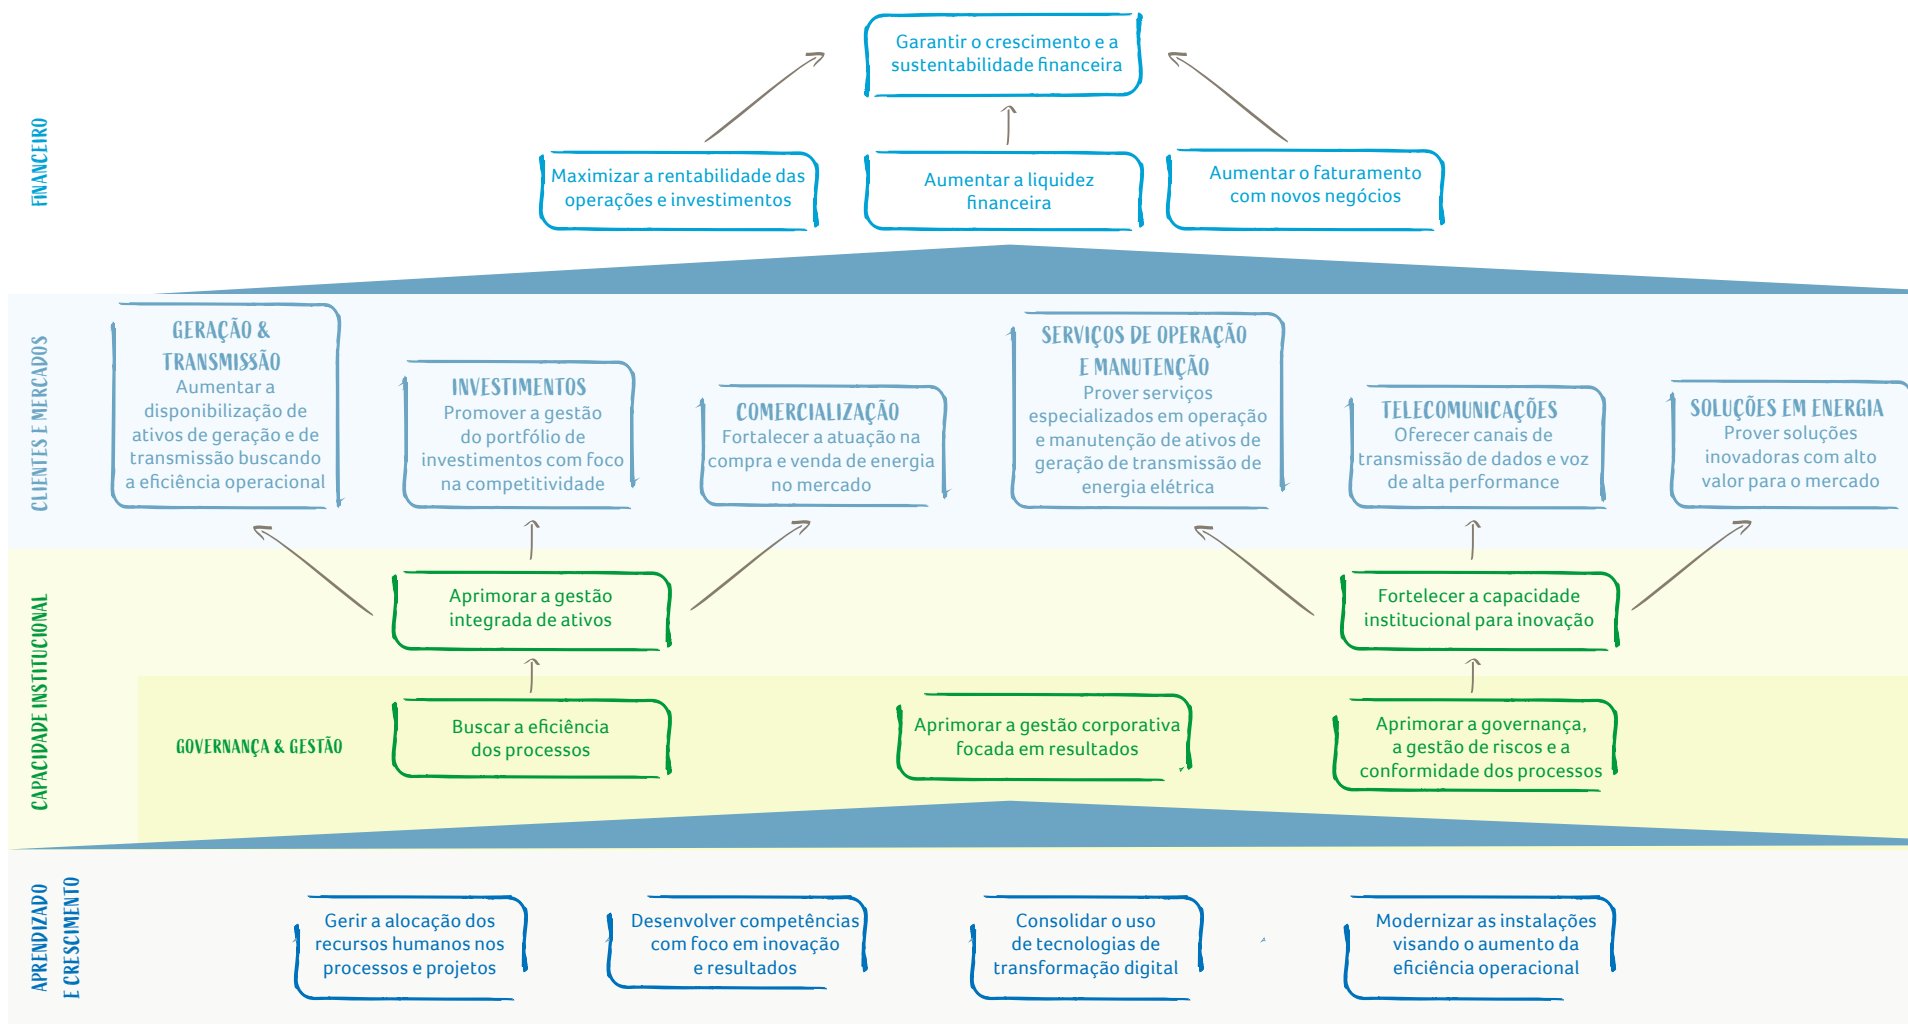 FINANCEIRO
Garantir o crescimento e a
sustentabilidade financeira
Maximizar a rentabilidade das
operações e investimentos
Aumentar a liquidez
financeira
Aumentar o faturamento
com novos negócios
CLIENTES E MERCADOS
GERAÇÃO &
TRANSMISSÃO
Aumentar a
disponibilização de
ativos de geração e de
transmissão buscando
a eficiência operacional
INVESTIMENTOS
Promover a gestão
do portfólio de
investimentos com foco
na competitividade
COMERCIALIZAÇÃO
Fortalecer a atuação na
compra e venda de energia
no mercado
SERVIÇOS DE OPERAÇÃO
E MANUTENÇÃO
Prover serviços
especializados em operação
e manutenção de ativos de
geração de transmissão de
energia elétrica
TELECOMUNICAÇÕES
Oferecer canais de
transmissão de dados e voz
de alta performance
SOLUÇÕES EM ENERGIA
Prover soluções
inovadoras com alto
valor para o mercado
CAPACIDADE INSTITUCIONAL
Aprimorar a gestão
integrada de ativos
Fortelecer a capacidade
institucional para inovação
GOVERNANÇA & GESTÃO
Buscar a eficiência
dos processos
Aprimorar a gestão corporativa
focada em resultados
Aprimorar a governança,
a gestão de riscos e a
conformidade dos processos
APRENDIZADO
E CRESCIMENTO
Gerir a alocação dos
recursos humanos nos
processos e projetos
Desenvolver competências
com foco em inovação
e resultados
Consolidar o uso
de tecnologias de
transformação digital
Modernizar as instalações
visando o aumento da
eficiência operacional